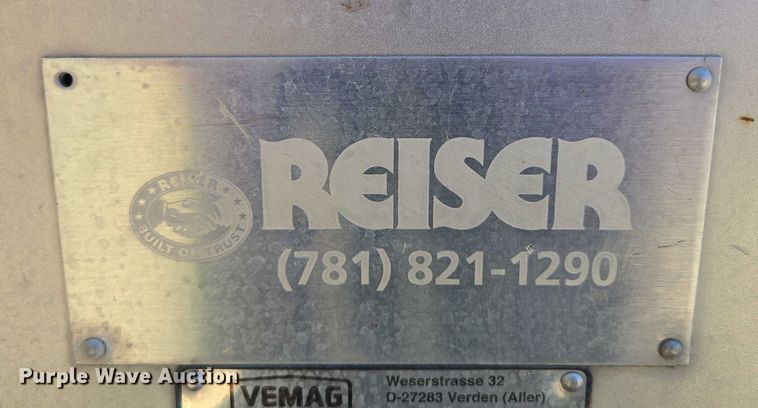 REISER
REISER
BUILT ON TRUST
(781) 821-1290
Purple Wave Auction
VEMAG
Weserstrasse 32
D-27283 Verden (Aller)